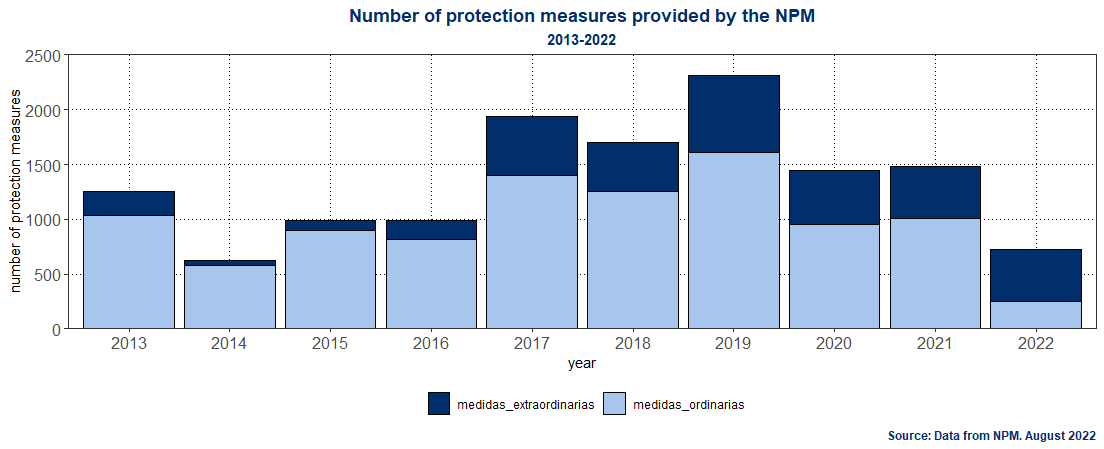 Number of protection measures provided by the NPM
2013-2022
number of protection measures
2500
2000
1500
1000
500
0
2013 2014 2015 2016 2017 2018 2019 2020 2021 2022
year
medidas_extraordinarias medidas_ordinarias
Source: Data from NPM. August 2022